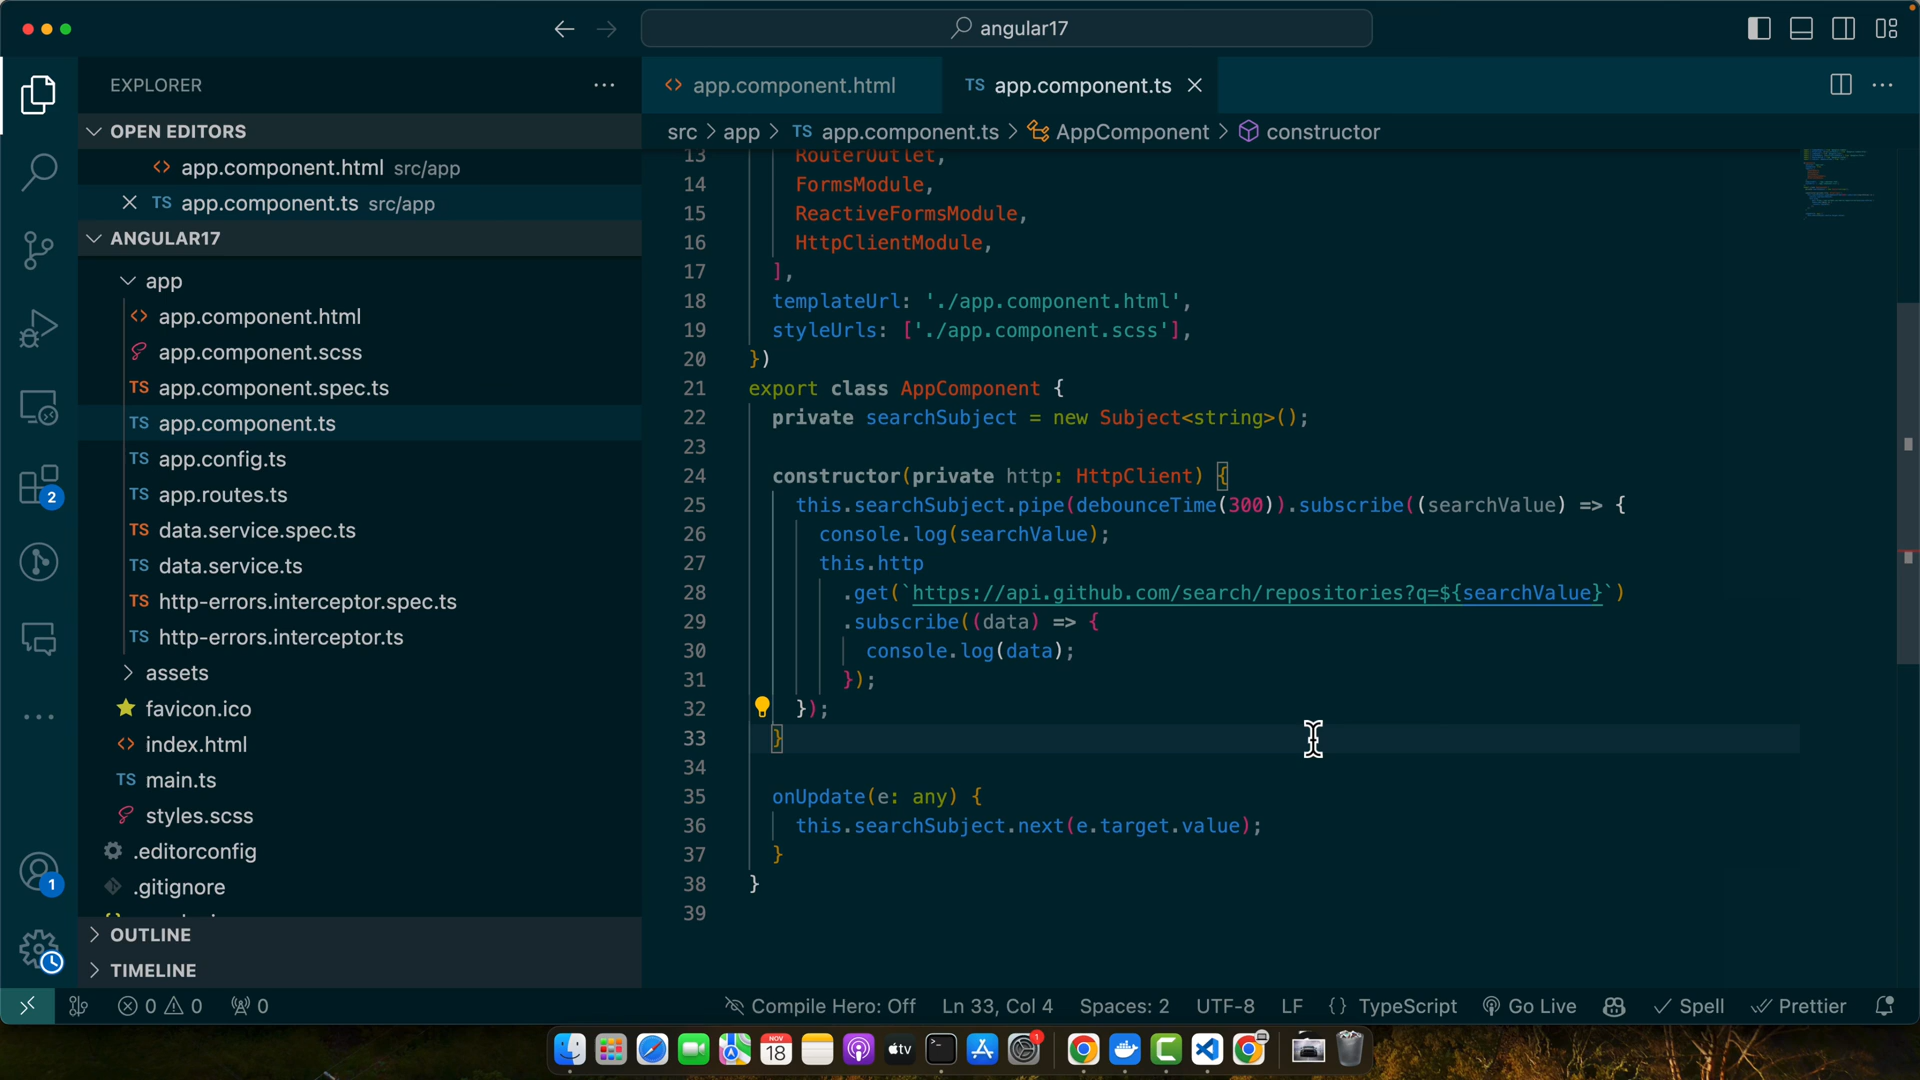 angular17
EXPLORER
OPEN EDITORS
app.component.html src/app
TS app.component.ts src/app
ANGULAR17
app
app.component.html
app.component.scss
TS app.component.spec.ts
TS app.component.ts
TS app.config.ts
TS app.routes.ts
TS data.service.spec.ts
TS data.service.ts
TS http-errors.interceptor.spec.ts
TS http-errors.interceptor.ts
assets
favicon.ico
index.html
TS main.ts
styles.scss
.editorconfig
.gitignore
OUTLINE
TIMELINE
2
1
app.component.html
TS app.component.ts
src > app > TS app.component.ts > AppComponent > constructor
13 RouterOutlet,
14 FormsModule,
15 ReactiveFormsModule,
16 HttpClientModule,
17 ],
18 templateUrl: './app.component.html',
19 styleUrls: ['./app.component.scss'],
20 })
21 export class AppComponent {
22 private searchSubject = new Subject<string>();
23
24 constructor(private http: HttpClient) {
25 this.searchSubject.pipe(debounceTime(300)).subscribe((searchValue) => {
26 console.log(searchValue);
27 this.http
28 .get(`https://api.github.com/search/repositories?q=${searchValue}`)
29 .subscribe((data) => {
30 console.log(data);
31 });
32 });
33 }
34
35 onUpdate(e: any) {
36 this.searchSubject.next(e.target.value);
37 }
38 }
39
0 0 0 Compile Hero: Off Ln 33, Col 4 Spaces: 2 UTF-8 LF {} TypeScript Go Live Spell Prettier
NOV
18
tv
1